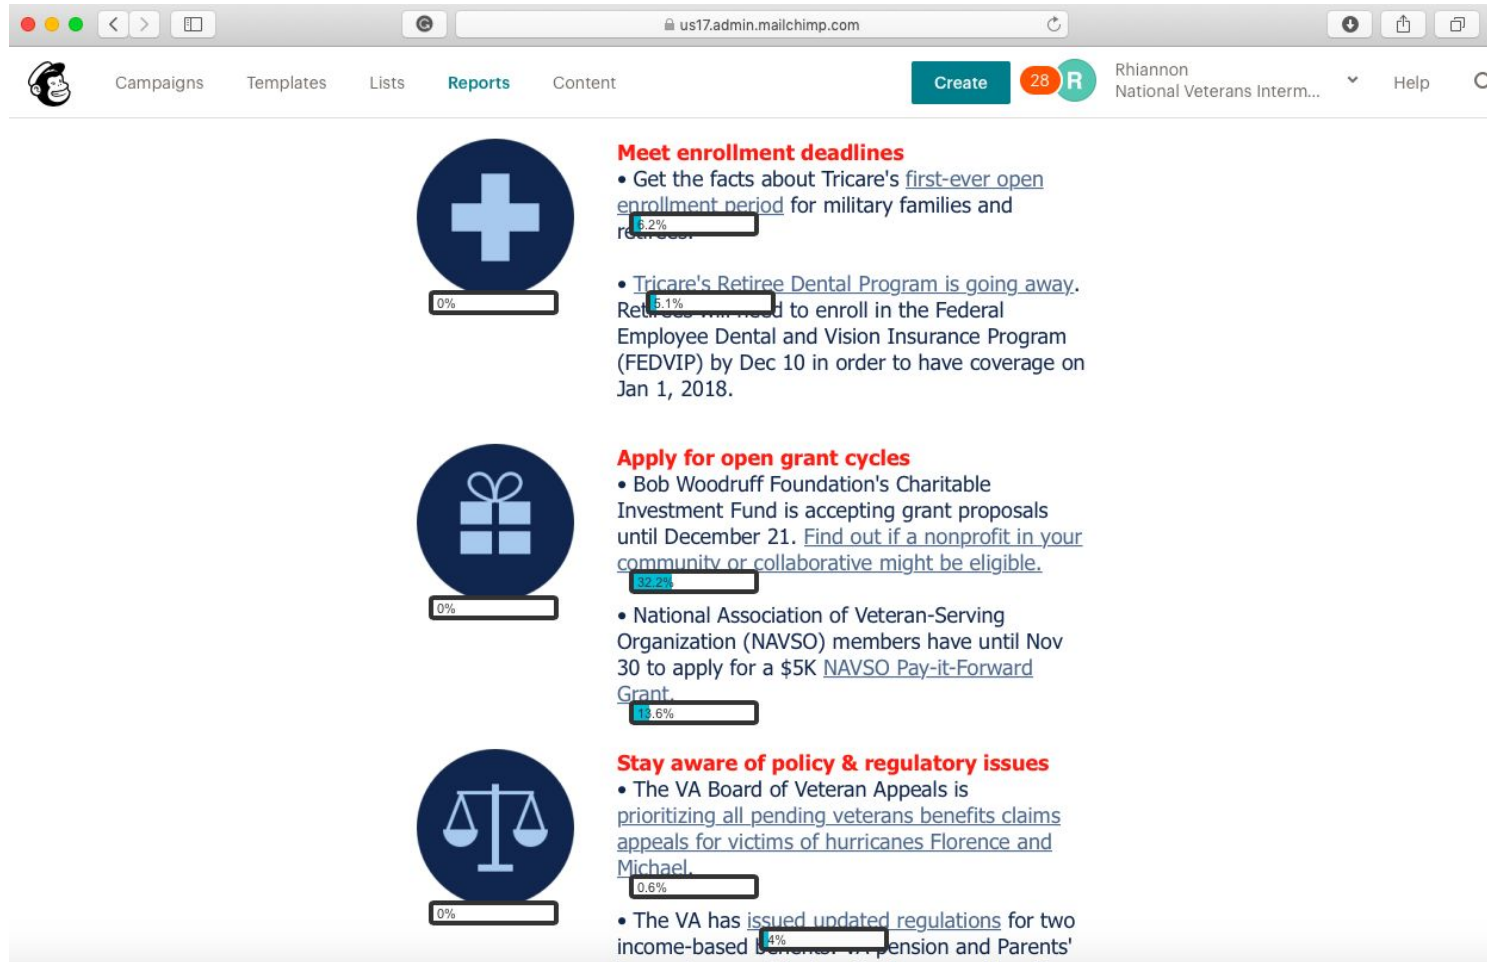 us17.admin.mailchimp.com
Campaigns Templates Lists Reports Content Create 28 R Rhiannon Help
National Veterans Interm...
Meet enrollment deadlines
• Get the facts about Tricare's first-ever open
enrollment period for military families and
6.2%
• Tricare's Retiree Dental Program is going away.
0% 5.1% to enroll in the Federal
Employee Dental and Vision Insurance Program
(FEDVIP) by Dec 10 in order to have coverage on
Jan 1, 2018.
Apply for open grant cycles
• Bob Woodruff Foundation's Charitable
Investment Fund is accepting grant proposals
until December 21. Find out if a nonprofit in your
community or collaborative might be eligible.
32.2%
0%
• National Association of Veteran-Serving
Organization (NAVSO) members have until Nov
30 to apply for a $5K NAVSO Pay-it-Forward
Grant.
13.6%
Stay aware of policy & regulatory issues
• The VA Board of Veteran Appeals is
prioritizing all pending veterans benefits claims
appeals for victims of hurricanes Florence and
Michael.
0.6%
0%
• The VA has issued updated regulations for two
income-based 4% pension and Parents'